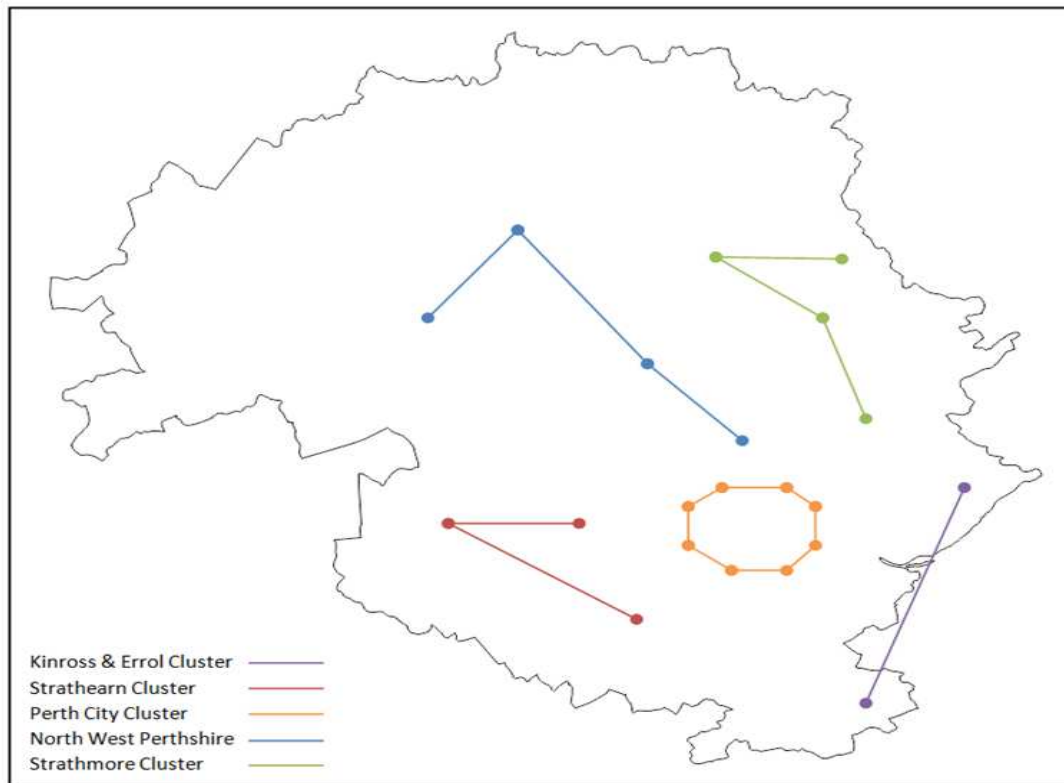 Kinross & Errol Cluster
Strathearn Cluster
Perth City Cluster
North West Perthshire
Strathmore Cluster